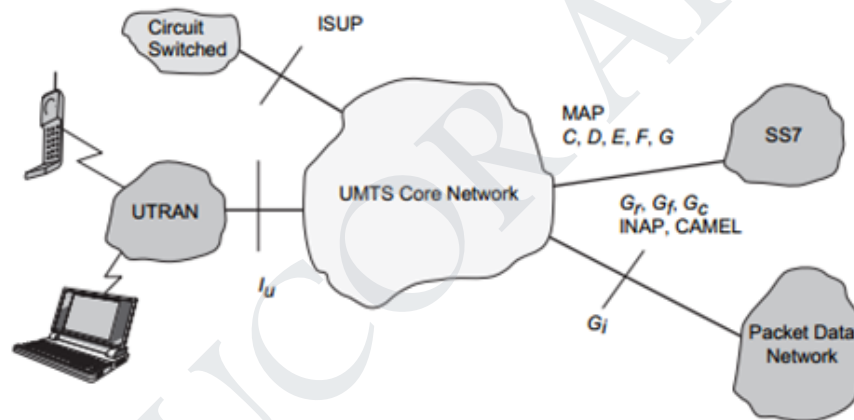 Circuit
Switched
ISUP
MAP
C, D, E, F, G
SS7
UTRAN
UMTS Core Network
Gr, Gf, Gc
INAP, CAMEL
Iu
Gi
Packet Data
Network